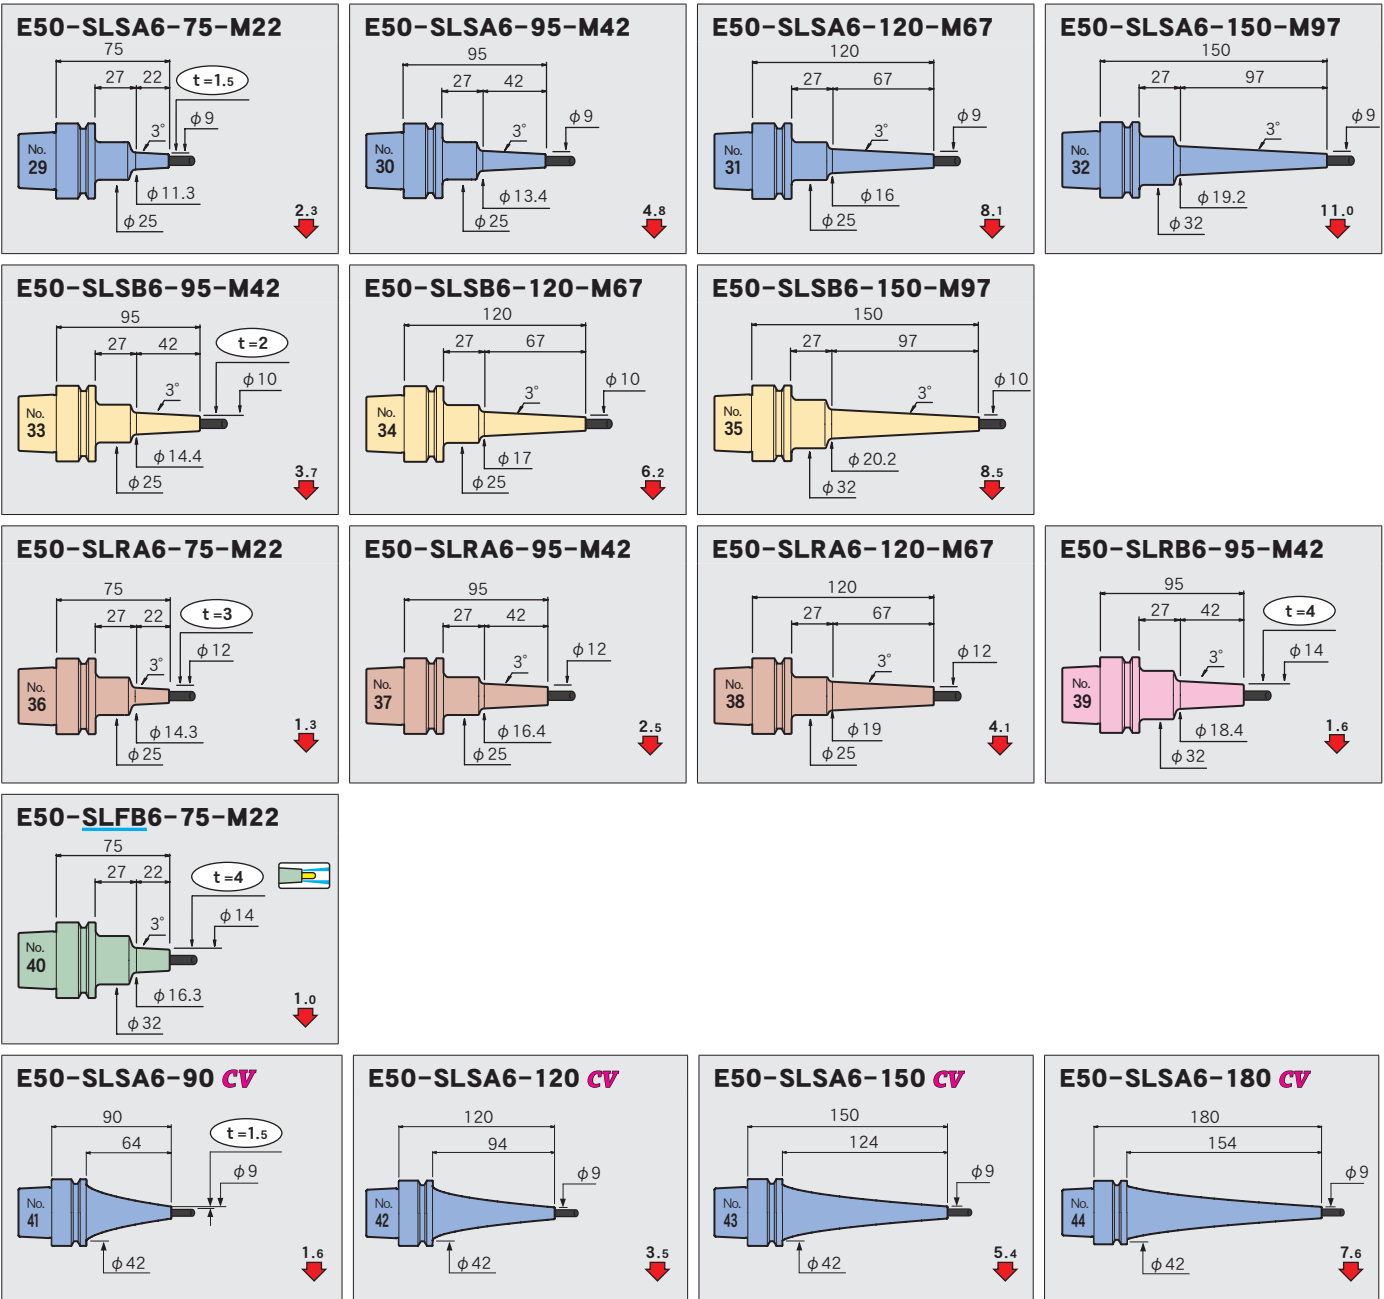 E50-SLSA6-75-M22
75
27 22 t=1.5
φ9
3°
No.
29
φ11.3
φ25
2.3
E50-SLSA6-95-M42
95
27 42
φ9
3°
No.
30
φ13.4
φ25
4.8
E50-SLSA6-120-M67
120
27 67
φ9
3°
No.
31
φ16
φ25
8.1
E50-SLSA6-150-M97
150
27 97
φ9
3°
No.
32
φ19.2
φ32
11.0
E50-SLSB6-95-M42
95
27 42 t=2
φ10
3°
No.
33
φ14.4
φ25
3.7
E50-SLSB6-120-M67
120
27 67
φ10
3°
No.
34
φ17
φ25
6.2
E50-SLSB6-150-M97
150
27 97
φ10
3°
No.
35
φ20.2
φ32
8.5
E50-SLRA6-75-M22
75
27 22 t=3
φ12
3°
No.
36
φ14.3
φ25
1.3
E50-SLRA6-95-M42
95
27 42
φ12
3°
No.
37
φ16.4
φ25
2.5
E50-SLRA6-120-M67
120
27 67
φ12
3°
No.
38
φ19
φ25
4.1
E50-SLRB6-95-M42
95
27 42 t=4
φ14
3°
No.
39
φ18.4
φ32
1.6
E50-SLFB6-75-M22
75
27 22 t=4
φ14
3°
No.
40
φ16.3
φ32
1.0
E50-SLSA6-90 CV
90
64 t=1.5
φ9
No.
41
φ42
1.6
E50-SLSA6-120 CV
120
94
φ9
No.
42
φ42
3.5
E50-SLSA6-150 CV
150
124
φ9
No.
43
φ42
5.4
E50-SLSA6-180 CV
180
154
φ9
No.
44
φ42
7.6